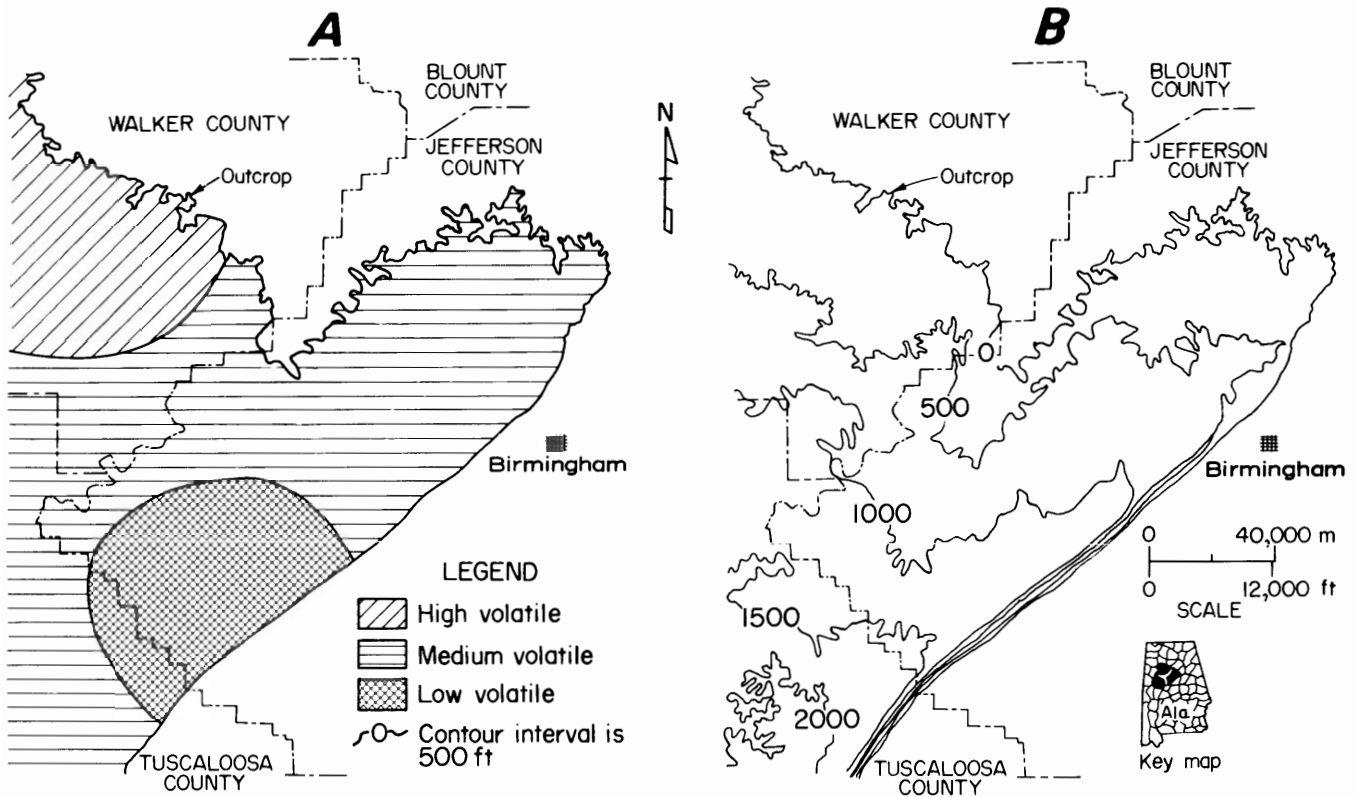 A
BLOUNT
COUNTY
WALKER COUNTY
JEFFERSON
COUNTY
Outcrop
Birmingham
LEGEND
High volatile
Medium volatile
Low volatile
O Contour interval is
500 ft
TUSCALOOSA
COUNTY
N
B
BLOUNT
COUNTY
WALKER COUNTY
JEFFERSON
COUNTY
Outcrop
0
500
Birmingham
1000
0 40,000 m
0 12,000 ft
SCALE
1500
2000
Ala.
Key map
TUSCALOOSA
COUNTY